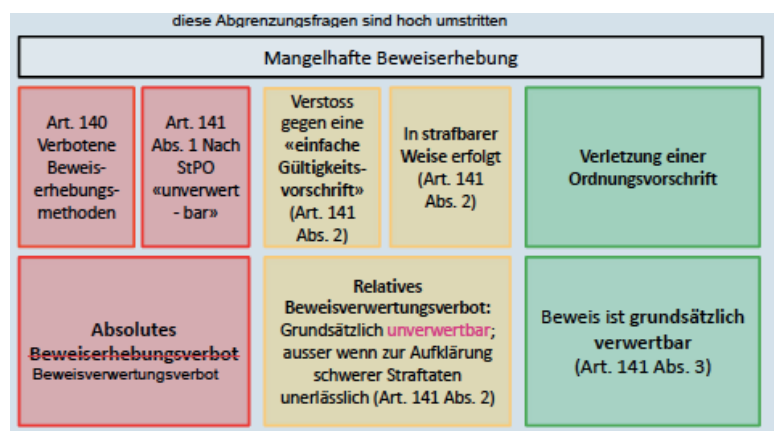 diese Abgrenzungsfragen sind hoch umstritten
Mangelhafte Beweiserhebung
Art. 140
Verbotene
Beweis-
erhebungs-
methoden
Art. 141
Abs. 1 Nach
StPO
«unverwert
- bar»
Verstoss
gegen eine
«einfache
Gültigkeits-
vorschrift»
(Art. 141
Abs. 2)
In strafbarer
Weise erfolgt
(Art. 141
Abs. 2)
Verletzung einer
Ordnungsvorschrift
Absolutes
Beweiserhebungsverbot
Beweisverwertungsverbot
Relatives
Beweisverwertungsverbot:
Grundsätzlich unverwertbar;
ausser wenn zur Aufklärung
schwerer Straftaten
unerlässlich (Art. 141 Abs. 2)
Beweis ist grundsätzlich
verwertbar
(Art. 141 Abs. 3)